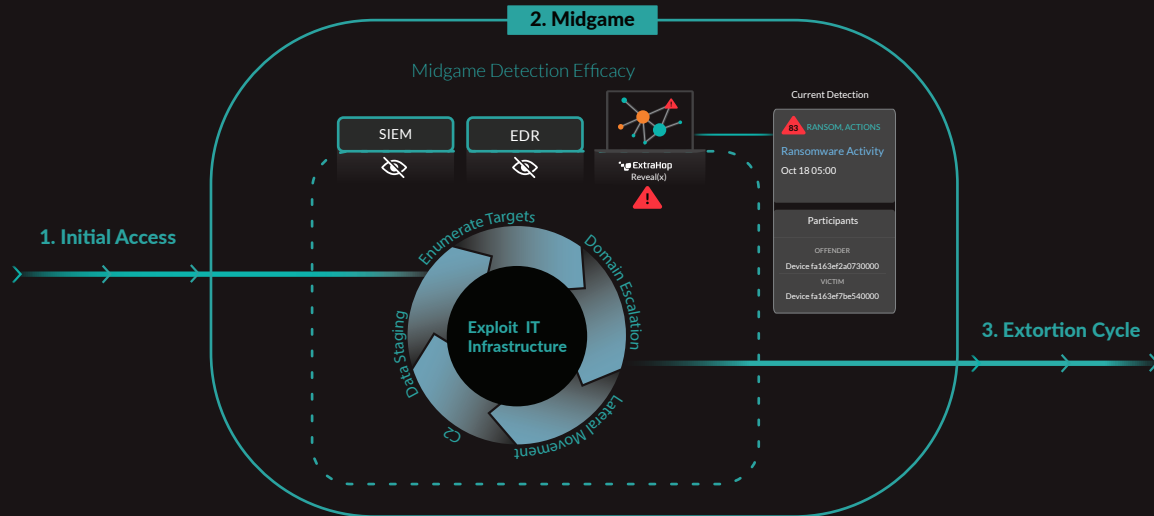 2. Midgame
Midgame Detection Efficacy
SIEM
EDR
ExtraHop
Reveal(x)
!
!
Current Detection
83
RANSOM, ACTIONS
Ransomware Activity
Oct 18 05:00
Participants
OFFENDER
Device fa163ef2a0730000
VICTIM
Device fa163ef7be540000
1. Initial Access
Enumerate Targets
Domain Escalation
Lateral Movement
C2
Data Staging
Exploit IT
Infrastructure
3. Extortion Cycle